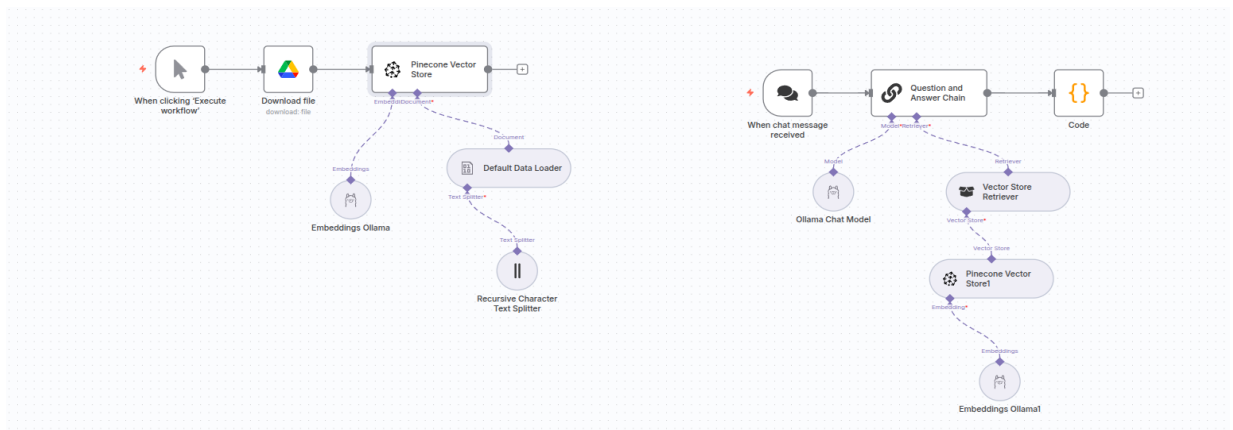 Pinecone Vector
Store
When clicking 'Execute
workflow'
Download file
download: file
Document*
Embeddings
Embeddings Ollama
Document
Default Data Loader
Text Splitter*
Text Splitter
Recursive Character
Text Splitter
When chat message
received
Question and
Answer Chain
Code
Model*
Retriever*
Model
Ollama Chat Model
Retriever
Vector Store
Retriever
Vector Store*
Vector Store
Pinecone Vector
Store1
Embedding*
Embeddings
Embeddings Ollama1